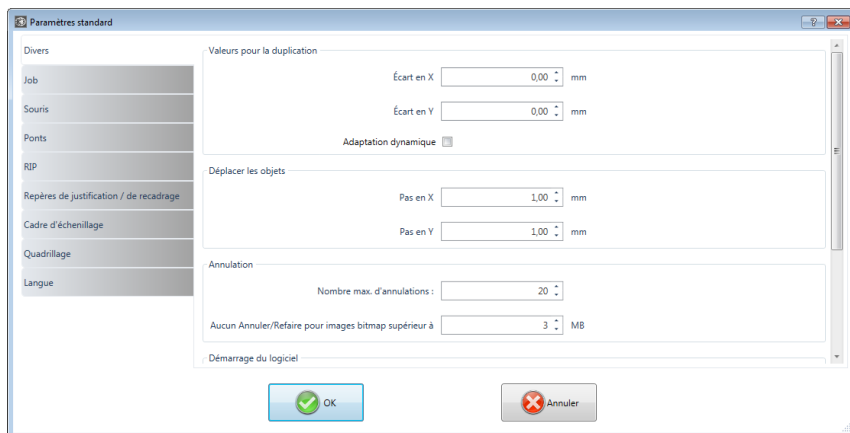 Paramètres standard
Divers
Job
Souris
Ponts
RIP
Repères de justification / de recadrage
Cadre d'échenillage
Quadrillage
Langue
Valeurs pour la duplication
Écart en X 0,00 mm
Écart en Y 0,00 mm
Adaptation dynamique
Déplacer les objets
Pas en X 1,00 mm
Pas en Y 1,00 mm
Annulation
Nombre max. d'annulations : 20
Aucun Annuler/Refaire pour images bitmap supérieur à 3 MB
Démarrage du logiciel
OK
Annuler